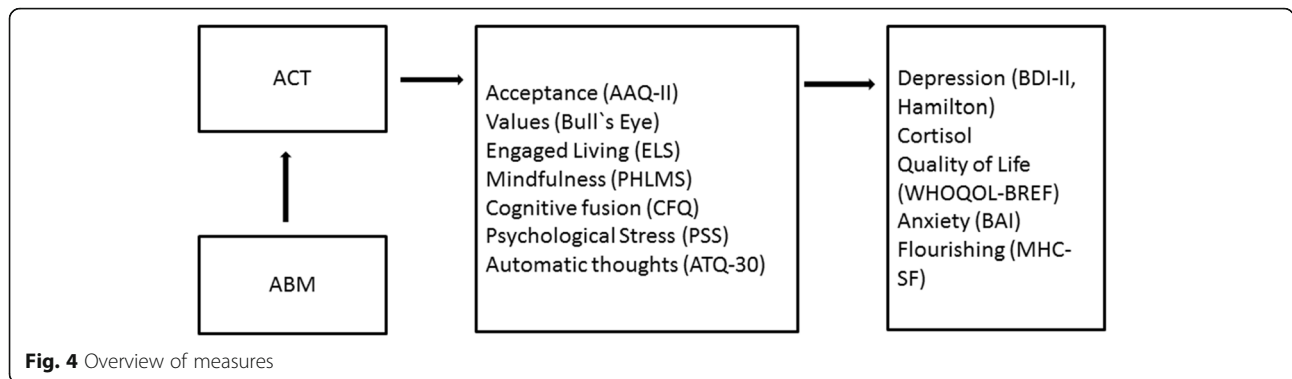 ACT
ABM
Acceptance (AAQ-II)
Values (Bull`s Eye)
Engaged Living (ELS)
Mindfulness (PHLMS)
Cognitive fusion (CFQ)
Psychological Stress (PSS)
Automatic thoughts (ATQ-30)
Depression (BDI-II,
Hamilton)
Cortisol
Quality of Life
(WHOQOL-BREF)
Anxiety (BAI)
Flourishing (MHC-
SF)
Fig. 4 Overview of measures